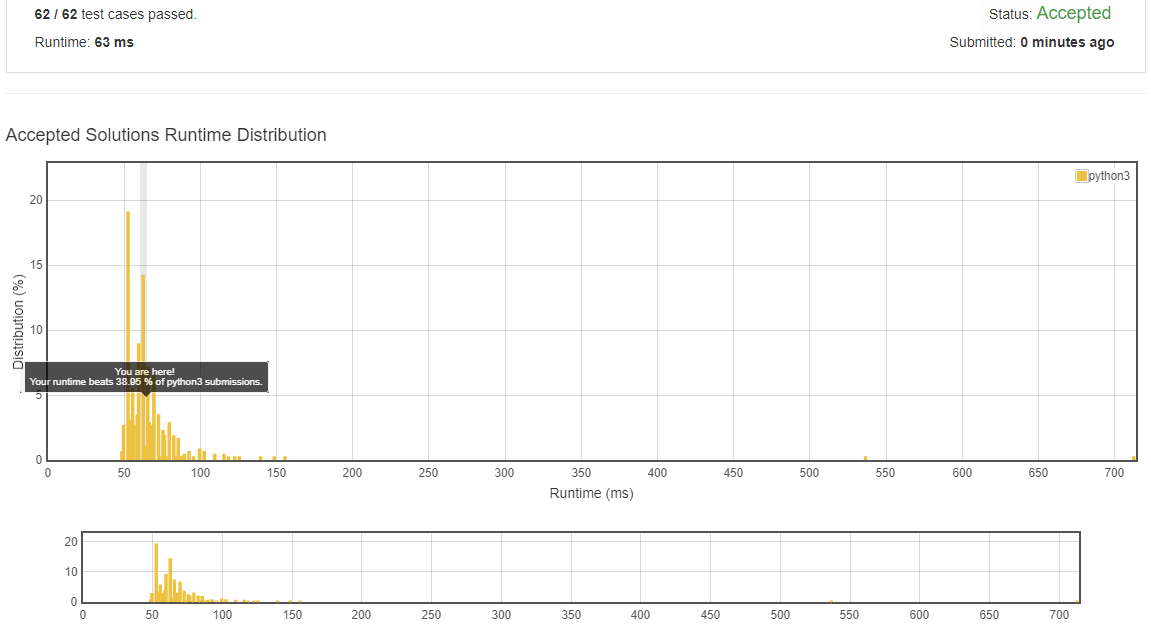 62 / 62 test cases passed.
Status: Accepted
Runtime: 63 ms
Submitted: 0 minutes ago
Accepted Solutions Runtime Distribution
python3
Distribution (%)
20
15
10
5
0
You are here!
Your runtime beats 38.95 % of python3 submissions.
0 50 100 150 200 250 300 350 400 450 500 550 600 650 700
Runtime (ms)
20
10
0
0 50 100 150 200 250 300 350 400 450 500 550 600 650 700